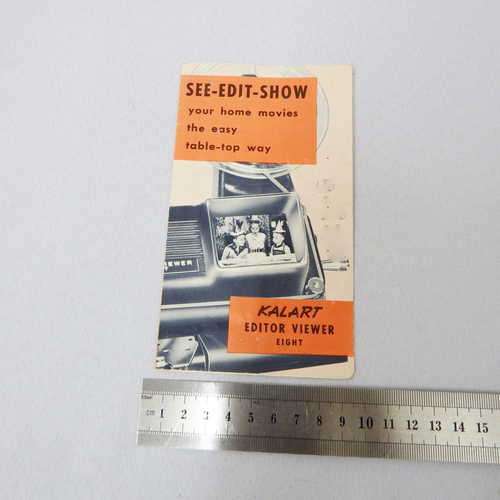 SEE-EDIT-SHOW
your home movies
the easy
table-top way
KALART
EDITOR VIEWER
EIGHT
cm 1 2 3 4 5 6 7 8 9 10 11 12 13 14 15